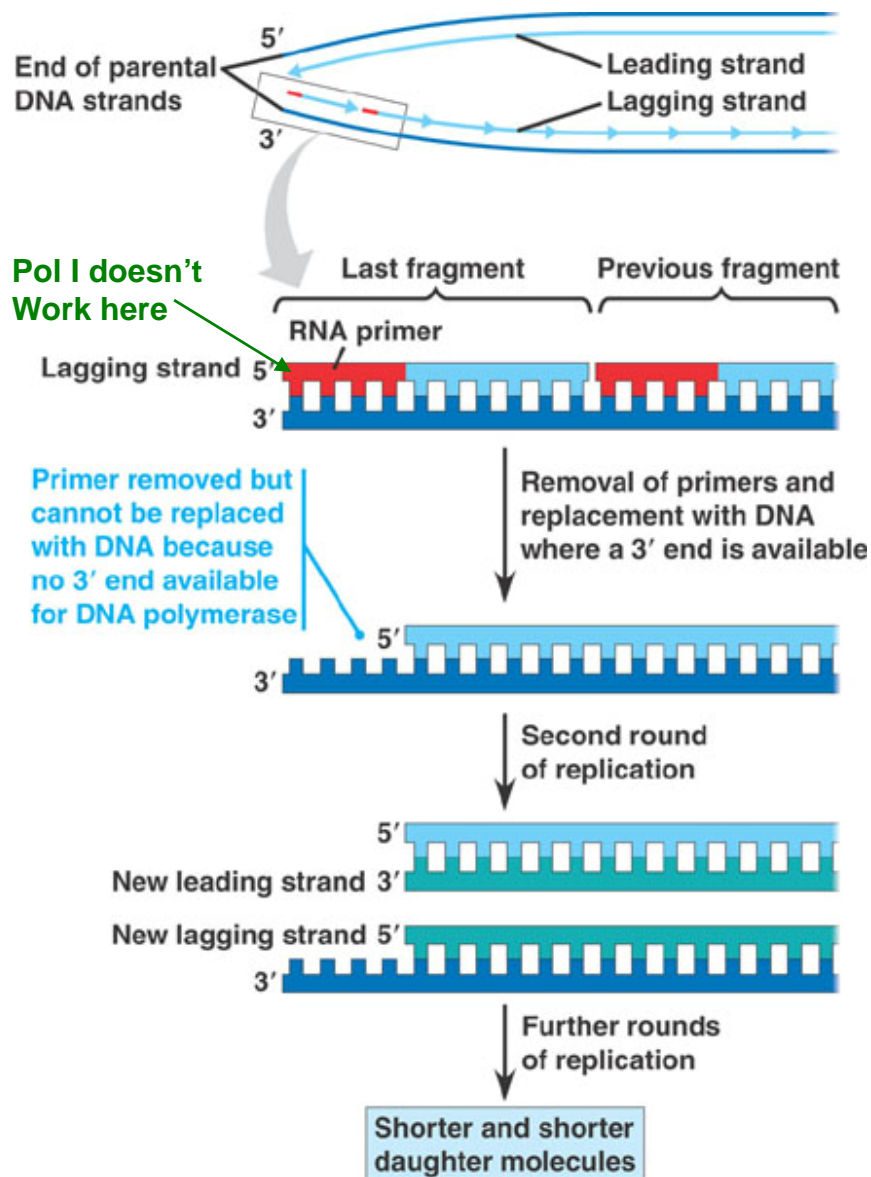 5′
End of parental
DNA strands
Leading strand
Lagging strand
3′
Pol I doesn’t
Work here
Last fragment
Previous fragment
RNA primer
Lagging strand 5′
3′
Primer removed but
cannot be replaced
with DNA because
no 3′ end available
for DNA polymerase
Removal of primers and
replacement with DNA
where a 3′ end is available
5′
3′
Second round
of replication
5′
New leading strand 3′
New lagging strand 5′
3′
Further rounds
of replication
Shorter and shorter
daughter molecules